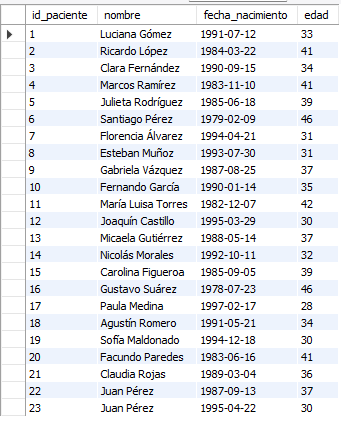 id_paciente nombre fecha_nacimiento edad
1 Luciana Gómez 1991-07-12 33
2 Ricardo López 1984-03-22 41
3 Clara Fernández 1990-09-15 34
4 Marcos Ramírez 1983-11-10 41
5 Julieta Rodríguez 1985-06-18 39
6 Santiago Pérez 1979-02-09 46
7 Florencia Álvarez 1994-04-21 31
8 Esteban Muñoz 1993-07-30 31
9 Gabriela Vázquez 1987-08-25 37
10 Fernando García 1990-01-14 35
11 María Luisa Torres 1982-12-07 42
12 Joaquín Castillo 1995-03-29 30
13 Micaela Gutiérrez 1988-05-14 37
14 Nicolás Morales 1992-10-11 32
15 Carolina Figueroa 1985-09-05 39
16 Gustavo Suárez 1978-07-23 46
17 Paula Medina 1997-02-17 28
18 Agustín Romero 1991-05-21 34
19 Sofía Maldonado 1994-12-18 30
20 Facundo Paredes 1983-06-16 41
21 Claudia Rojas 1989-03-04 36
22 Juan Pérez 1987-09-13 37
23 Juan Pérez 1995-04-22 30